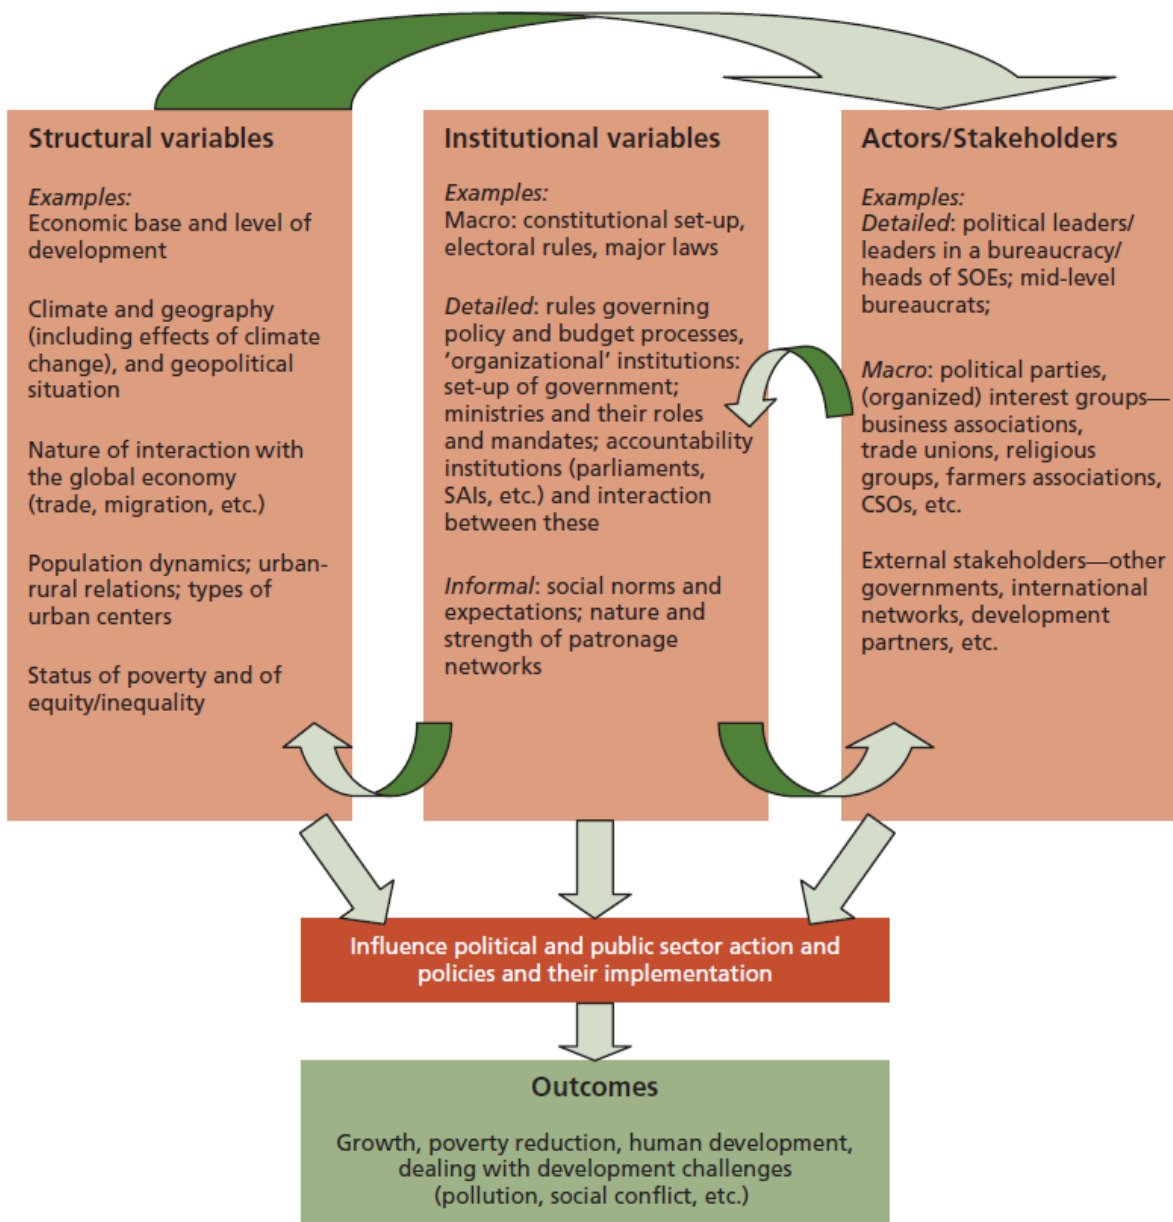 Structural variables
Examples:
Economic base and level of
development
Climate and geography
(including effects of climate
change), and geopolitical
situation
Nature of interaction with
the global economy
(trade, migration, etc.)
Population dynamics; urban-
rural relations; types of
urban centers
Status of poverty and of
equity/inequality
Institutional variables
Examples:
Macro: constitutional set-up,
electoral rules, major laws
Detailed: rules governing
policy and budget processes,
‘organizational’ institutions:
set-up of government;
ministries and their roles
and mandates; accountability
institutions (parliaments,
SAIs, etc.) and interaction
between these
Informal: social norms and
expectations; nature and
strength of patronage
networks
Actors/Stakeholders
Examples:
Detailed: political leaders/
leaders in a bureaucracy/
heads of SOEs; mid-level
bureaucrats;
Macro: political parties,
(organized) interest groups—
business associations,
trade unions, religious
groups, farmers associations,
CSOs, etc.
External stakeholders—other
governments, international
networks, development
partners, etc.
Influence political and public sector action and
policies and their implementation
Outcomes
Growth, poverty reduction, human development,
dealing with development challenges
(pollution, social conflict, etc.)